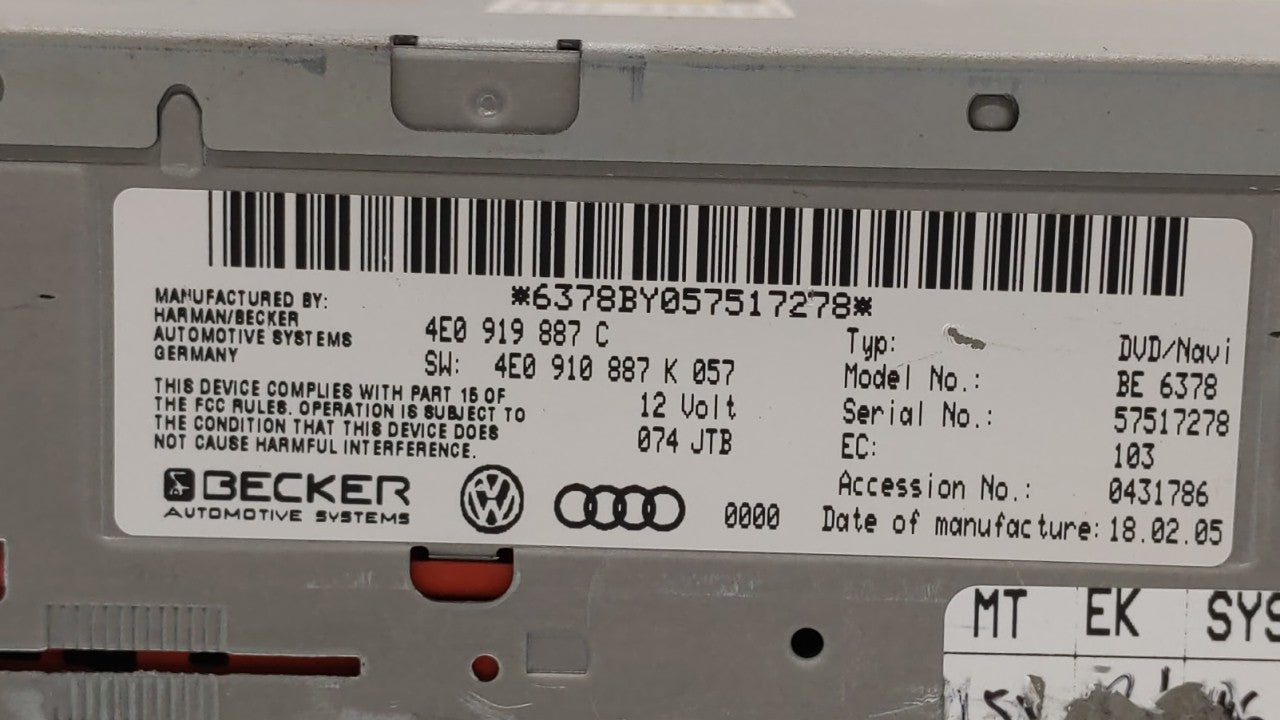 *6378BY057517278*
MANUFACTURED BY:
HARMAN/BECKER
AUTOMOTIVE SYSTEMS
GERMANY
4E0 919 887 C
SW: 4E0 910 887 K 057
THIS DEVICE COMPLIES WITH PART 15 OF
THE FCC RULES. OPERATION IS SUBJECT TO
THE CONDITION THAT THIS DEVICE DOES
NOT CAUSE HARMFUL INTERFERENCE.
12 Volt
074 JTB
Typ: DVD/Navi
Model No.: BE 6378
Serial No.: 57517278
EC: 103
Accession No.: 0431786
Date of manufacture: 18.02.05
BECKER
AUTOMOTIVE SYSTEMS
0000
MT EK SYS